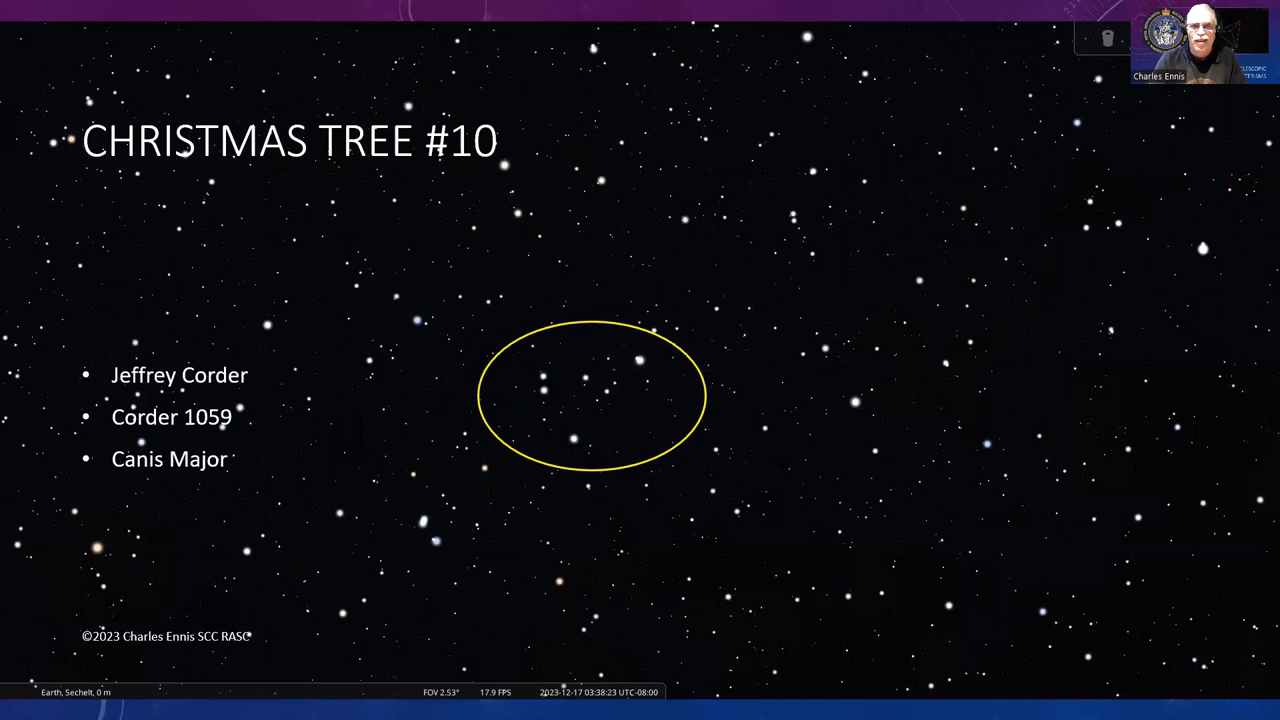 CHRISTMAS TREE #10
• Jeffrey Corder
• Corder 1059
• Canis Major
©2023 Charles Ennis SCC RASC
Earth, Sechelt, 0 m FOV 2.53° 17.9 FPS 2023-12-17 03:38:23 UTC-08:00
Charles Ennis